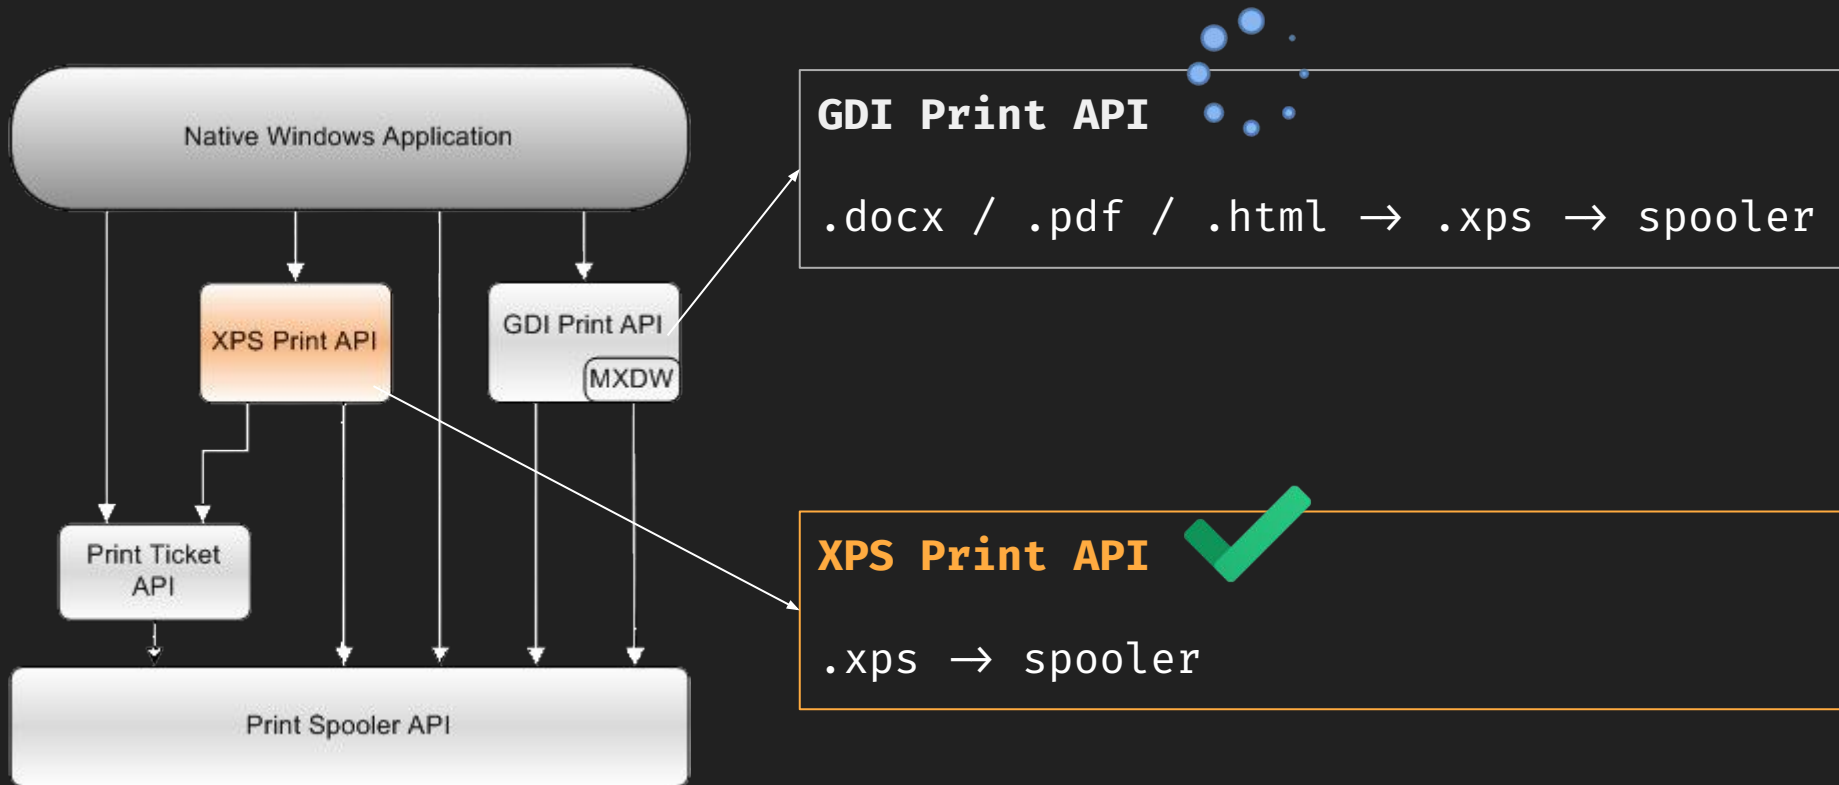 Native Windows Application
XPS Print API
GDI Print API
MXDW
Print Ticket
API
Print Spooler API
GDI Print API
.docx / .pdf / .html → .xps → spooler
XPS Print API
.xps → spooler